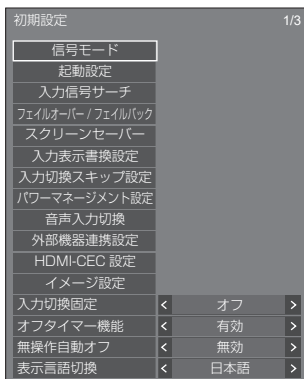 初期設定 1/3
信号モード
起動設定
入力信号サーチ
フェイルオーバー / フェイルバック
スクリーンセーバー
入力表示書換設定
入力切換スキップ設定
パワーマネージメント設定
音声入力切換
外部機器連携設定
HDMI-CEC 設定
イメージ設定
入力切換固定 < オフ >
オフタイマー機能 < 有効 >
無操作自動オフ < 無効 >
表示言語切換 < 日本語 >